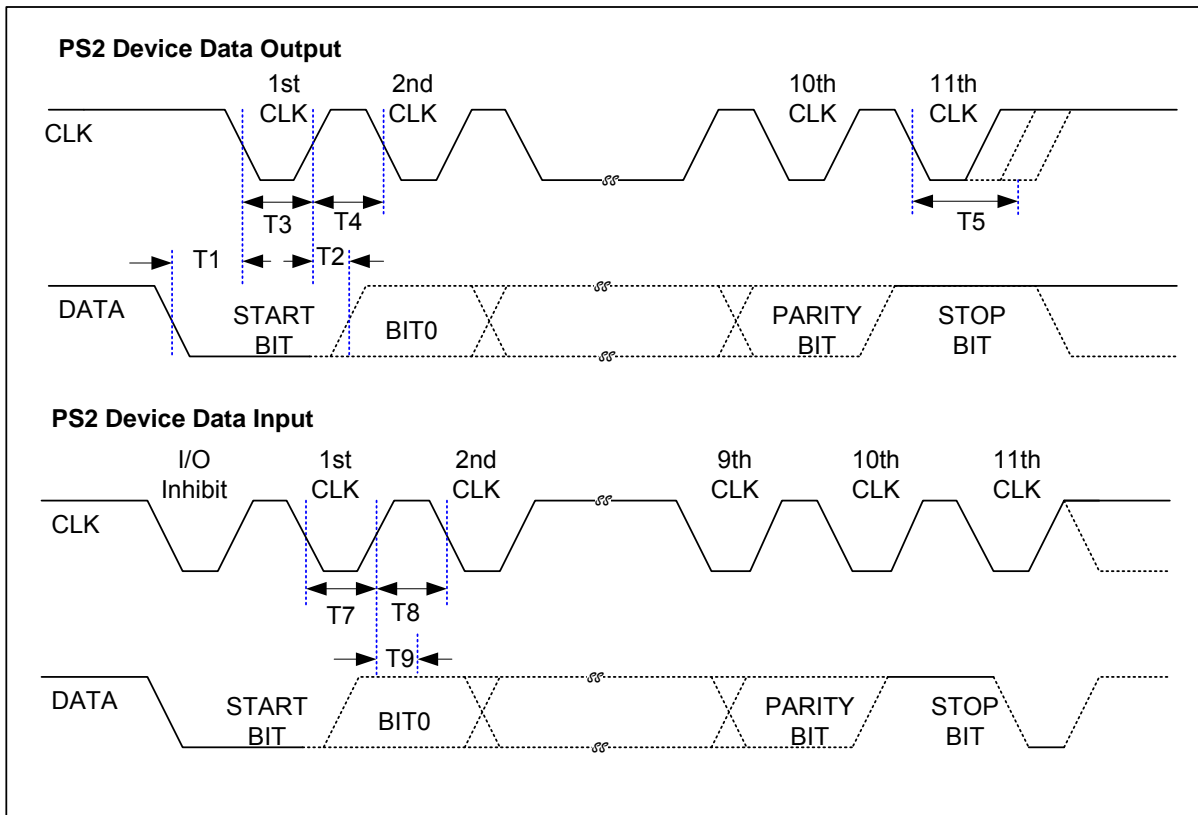 PS2 Device Data Output
1st
CLK
2nd
CLK
10th
CLK
11th
CLK
CLK
T3
T4
T5
T1
T2
DATA
START
BIT
BIT0
PARITY
BIT
STOP
BIT
PS2 Device Data Input
I/O
Inhibit
1st
CLK
2nd
CLK
9th
CLK
10th
CLK
11th
CLK
CLK
T7
T8
T9
DATA
START
BIT
BIT0
PARITY
BIT
STOP
BIT